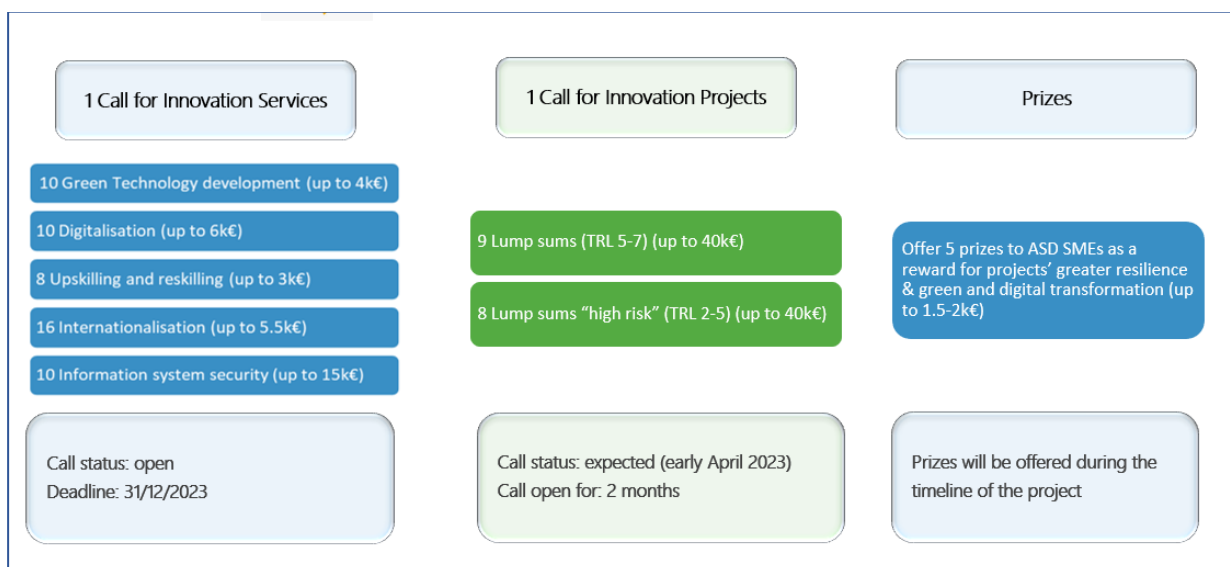 1 Call for Innovation Services
10 Green Technology development (up to 4k€)
10 Digitalisation (up to 6k€)
8 Upskilling and reskilling (up to 3k€)
16 Internationalisation (up to 5.5k€)
10 Information system security (up to 15k€)
Call status: open
Deadline: 31/12/2023
1 Call for Innovation Projects
9 Lump sums (TRL 5-7) (up to 40k€)
8 Lump sums “high risk” (TRL 2-5) (up to 40k€)
Call status: expected (early April 2023)
Call open for: 2 months
Prizes
Offer 5 prizes to ASD SMEs as a
reward for projects’ greater resilience
& green and digital transformation (up
to 1.5-2k€)
Prizes will be offered during the
timeline of the project